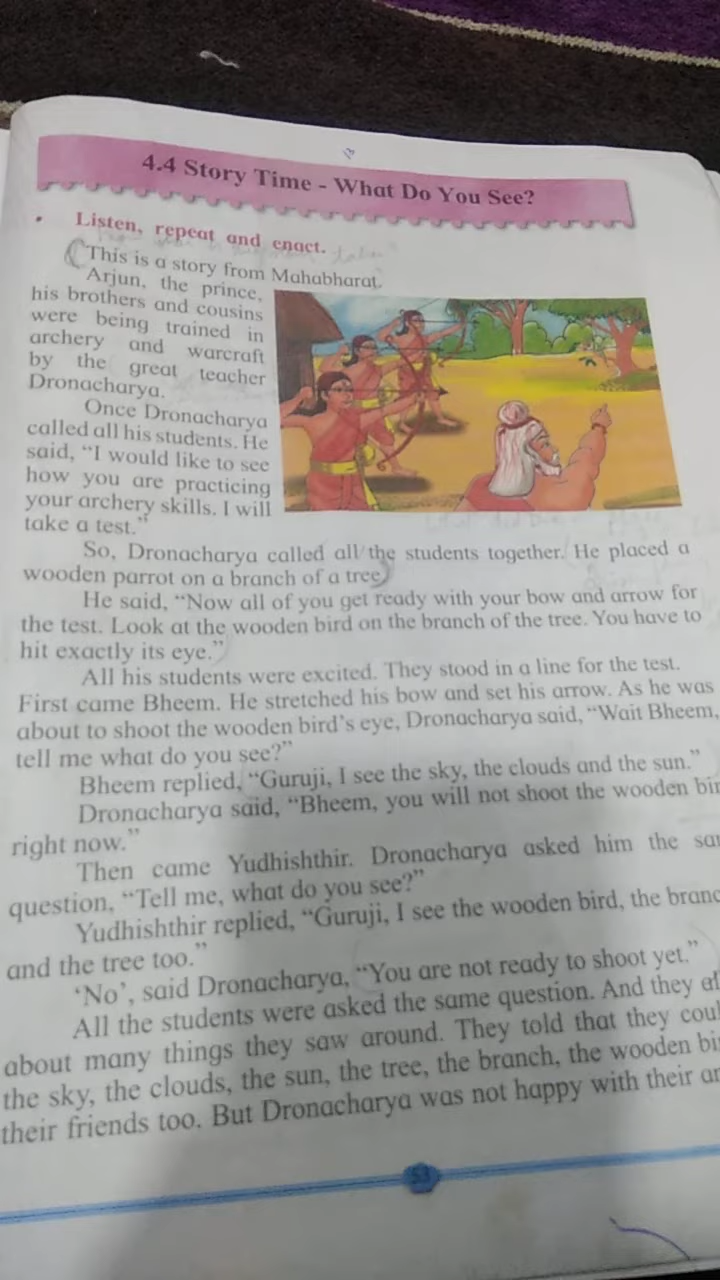 4.4 Story Time - What Do You See?
• Listen, repeat and enact.
This is a story from Mahabharat.
Arjun, the prince,
his brothers and cousins
were being trained in
archery and warcraft
by the great teacher
Dronacharya.
Once Dronacharya
called all his students. He
said, “I would like to see
how you are practicing
your archery skills. I will
take a test.”
So, Dronacharya called all the students together. He placed a
wooden parrot on a branch of a tree
He said, “Now all of you get ready with your bow and arrow for
the test. Look at the wooden bird on the branch of the tree. You have to
hit exactly its eye.”
All his students were excited. They stood in a line for the test.
First came Bheem. He stretched his bow and set his arrow. As he was
about to shoot the wooden bird’s eye, Dronacharya said, “Wait Bheem,
tell me what do you see?”
Bheem replied, “Guruji, I see the sky, the clouds and the sun.”
Dronacharya said, “Bheem, you will not shoot the wooden bir
right now.”
Then came Yudhishthir. Dronacharya asked him the sa
question, “Tell me, what do you see?”
Yudhishthir replied, “Guruji, I see the wooden bird, the branc
and the tree too.”
‘No’, said Dronacharya, “You are not ready to shoot yet.”
All the students were asked the same question. And they
about many things they saw around. They told that they coul
the sky, the clouds, the sun, the tree, the branch, the wooden bi
their friends too. But Dronacharya was not happy with their
53